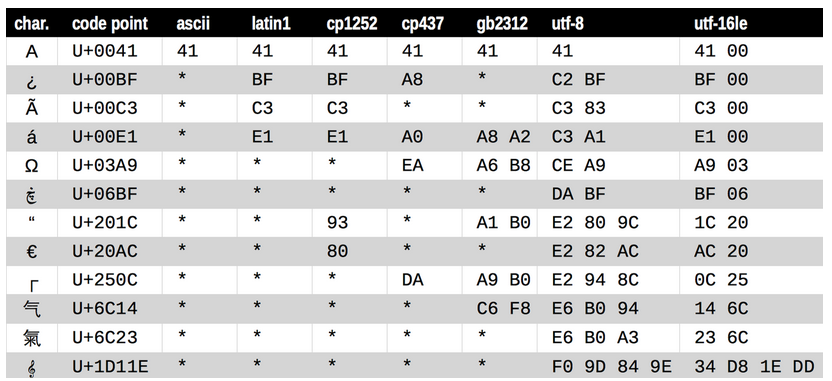 char. code point ascii latin1 cp1252 cp437 gb2312 utf-8 utf-16le
A U+0041 41 41 41 41 41 41 41 00
¿ U+00BF * BF BF A8 * C2 BF BF 00
Ã U+00C3 * C3 C3 * * C3 83 C3 00
á U+00E1 * E1 E1 A0 A8 A2 C3 A1 E1 00
Ω U+03A9 * * * EA A6 B8 CE A9 A9 03
ڿ U+06BF * * * * * DA BF BF 06
“ U+201C * * 93 * A1 B0 E2 80 9C 1C 20
€ U+20AC * * 80 * * E2 82 AC AC 20
┌ U+250C * * * DA A9 B0 E2 94 8C 0C 25
气 U+6C14 * * * * C6 F8 E6 B0 94 14 6C
氣 U+6C23 * * * * * E6 B0 A3 23 6C
𝄞 U+1D11E * * * * * F0 9D 84 9E 34 D8 1E DD